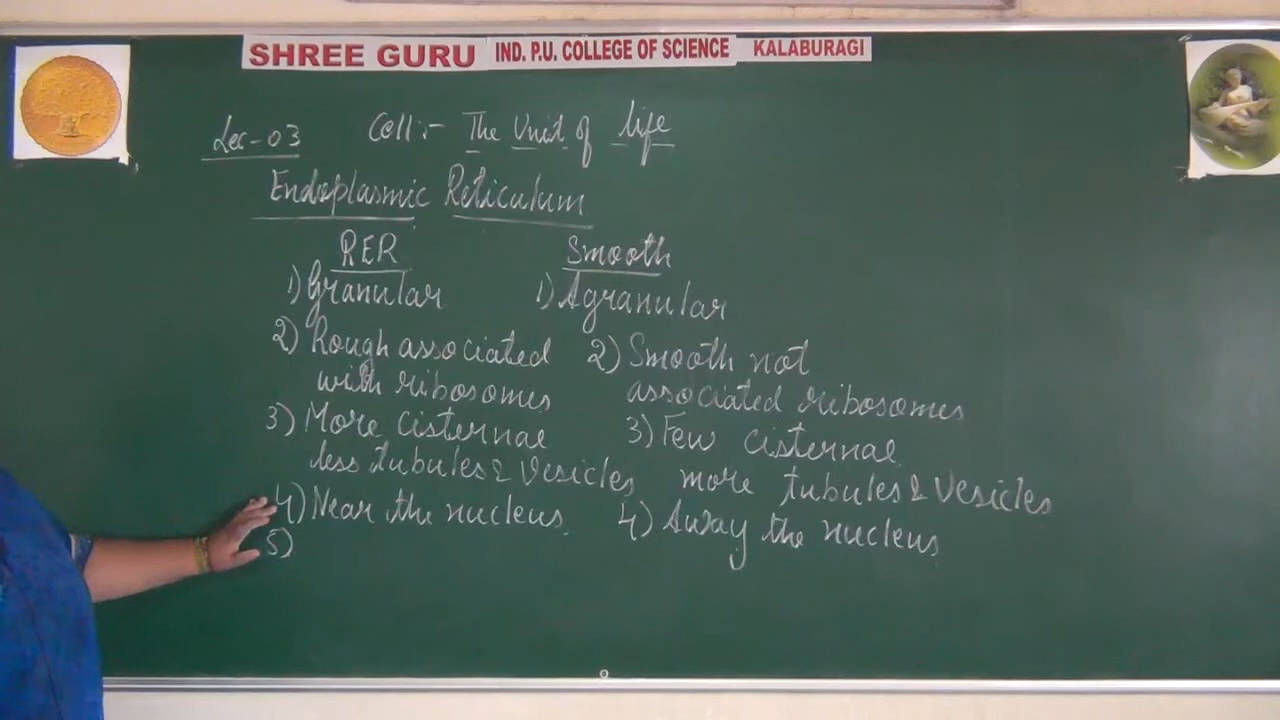 SHREE GURU IND. P.U. COLLEGE OF SCIENCE KALABURAGI
Lec-03 Cell:- The Unit of life
Endoplasmic Reticulum
RER Smooth
1) Granular 1) Agranular
2) Rough associated 2) Smooth not
with ribosomes associated ribosomes
3) More cisternae 3) Few cisternae
less tubules & vesicles more tubules & vesicles
4) Near the nucleus 4) Away the nucleus
5)